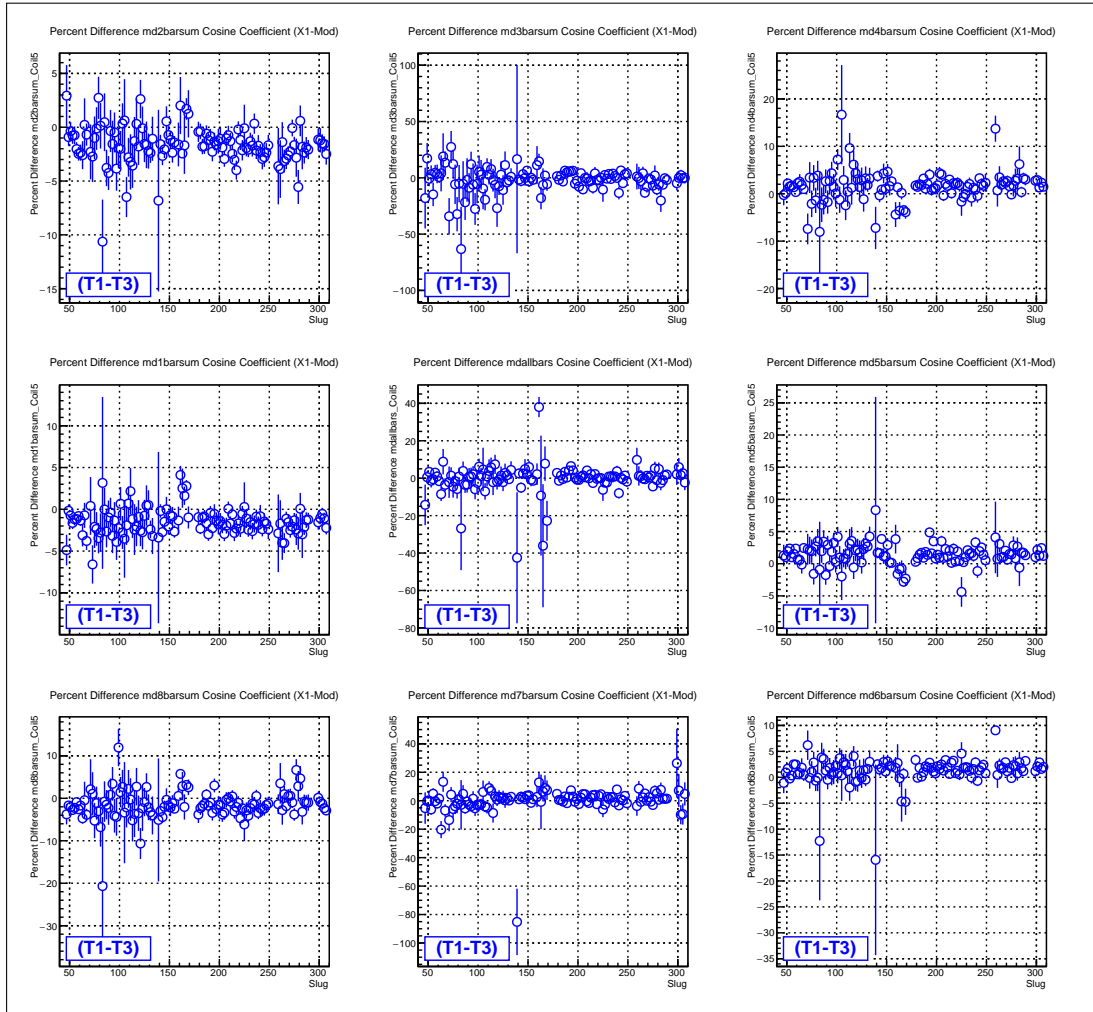 Percent Difference md2barsum Cosine Coefficient (X1-Mod)
Percent Difference md2barsum_Coil5
5
0
−5
−10
−15
(T1-T3)
50 100 150 200 250 300
Slug
Percent Difference md3barsum Cosine Coefficient (X1-Mod)
Percent Difference md3barsum_Coil5
100
50
0
−50
−100
(T1-T3)
50 100 150 200 250 300
Slug
Percent Difference md4barsum Cosine Coefficient (X1-Mod)
Percent Difference md4barsum_Coil5
20
10
0
−10
−20
(T1-T3)
50 100 150 200 250 300
Slug
Percent Difference md1barsum Cosine Coefficient (X1-Mod)
Percent Difference md1barsum_Coil5
10
5
0
−5
−10
(T1-T3)
50 100 150 200 250 300
Slug
Percent Difference mdallbars Cosine Coefficient (X1-Mod)
Percent Difference mdallbars_Coil5
40
20
0
−20
−40
−60
−80
(T1-T3)
50 100 150 200 250 300
Slug
Percent Difference md5barsum Cosine Coefficient (X1-Mod)
Percent Difference md5barsum_Coil5
25
20
15
10
5
0
−5
−10
(T1-T3)
50 100 150 200 250 300
Slug
Percent Difference md8barsum Cosine Coefficient (X1-Mod)
Percent Difference md8barsum_Coil5
10
0
−10
−20
−30
(T1-T3)
50 100 150 200 250 300
Slug
Percent Difference md7barsum Cosine Coefficient (X1-Mod)
Percent Difference md7barsum_Coil5
40
20
0
−20
−40
−60
−80
−100
(T1-T3)
50 100 150 200 250 300
Slug
Percent Difference md6barsum Cosine Coefficient (X1-Mod)
Percent Difference md6barsum_Coil5
10
5
0
−5
−10
−15
−20
−25
−30
−35
(T1-T3)
50 100 150 200 250 300
Slug